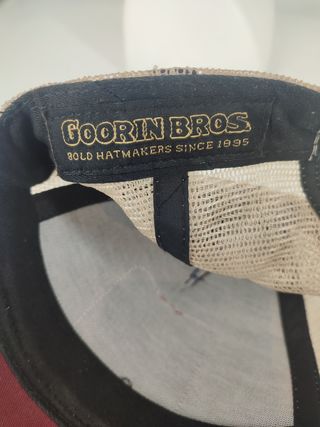 GOORIN BROS.
BOLD HATMAKERS SINCE 1895